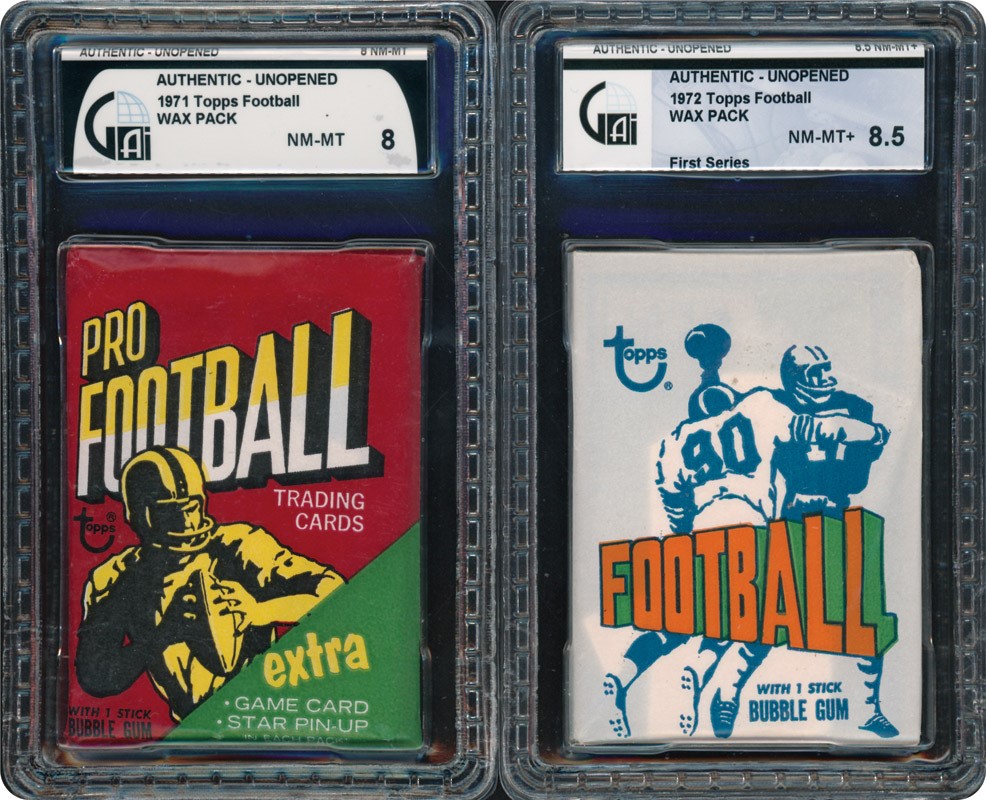 AUTHENTIC - UNOPENED 8 NM-MT
AUTHENTIC - UNOPENED
1971 Topps Football
WAX PACK
GAi
NM-MT 8
PRO
FOOTBALL
TRADING
CARDS
Topps®
extra
• GAME CARD
• STAR PIN-UP
IN EACH PACK
WITH 1 STICK
BUBBLE GUM
AUTHENTIC - UNOPENED 8.5 NM-MT+
AUTHENTIC - UNOPENED
1972 Topps Football
WAX PACK
GAi
NM-MT+ 8.5
First Series
Topps®
90
FOOTBALL
WITH 1 STICK
BUBBLE GUM